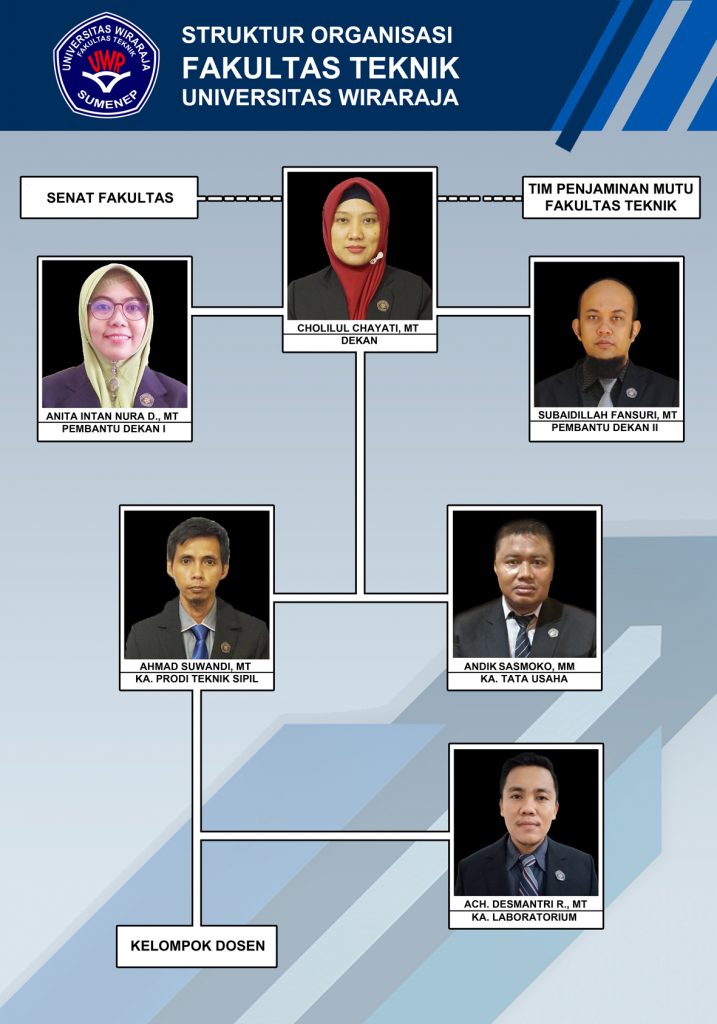 UNIVERSITAS WIRARAJA
FAKULTAS TEKNIK
UWR
SUMENEP
STRUKTUR ORGANISASI
FAKULTAS TEKNIK
UNIVERSITAS WIRARAJA
SENAT FAKULTAS
TIM PENJAMINAN MUTU
FAKULTAS TEKNIK
CHOLILUL CHAYATI, MT
DEKAN
ANITA INTAN NURA D., MT
PEMBANTU DEKAN I
SUBAIDILLAH FANSURI, MT
PEMBANTU DEKAN II
AHMAD SUWANDI, MT
KA. PRODI TEKNIK SIPIL
ANDIK SASMOKO, MM
KA. TATA USAHA
ACH. DESMANTRI R., MT
KA. LABORATORIUM
KELOMPOK DOSEN